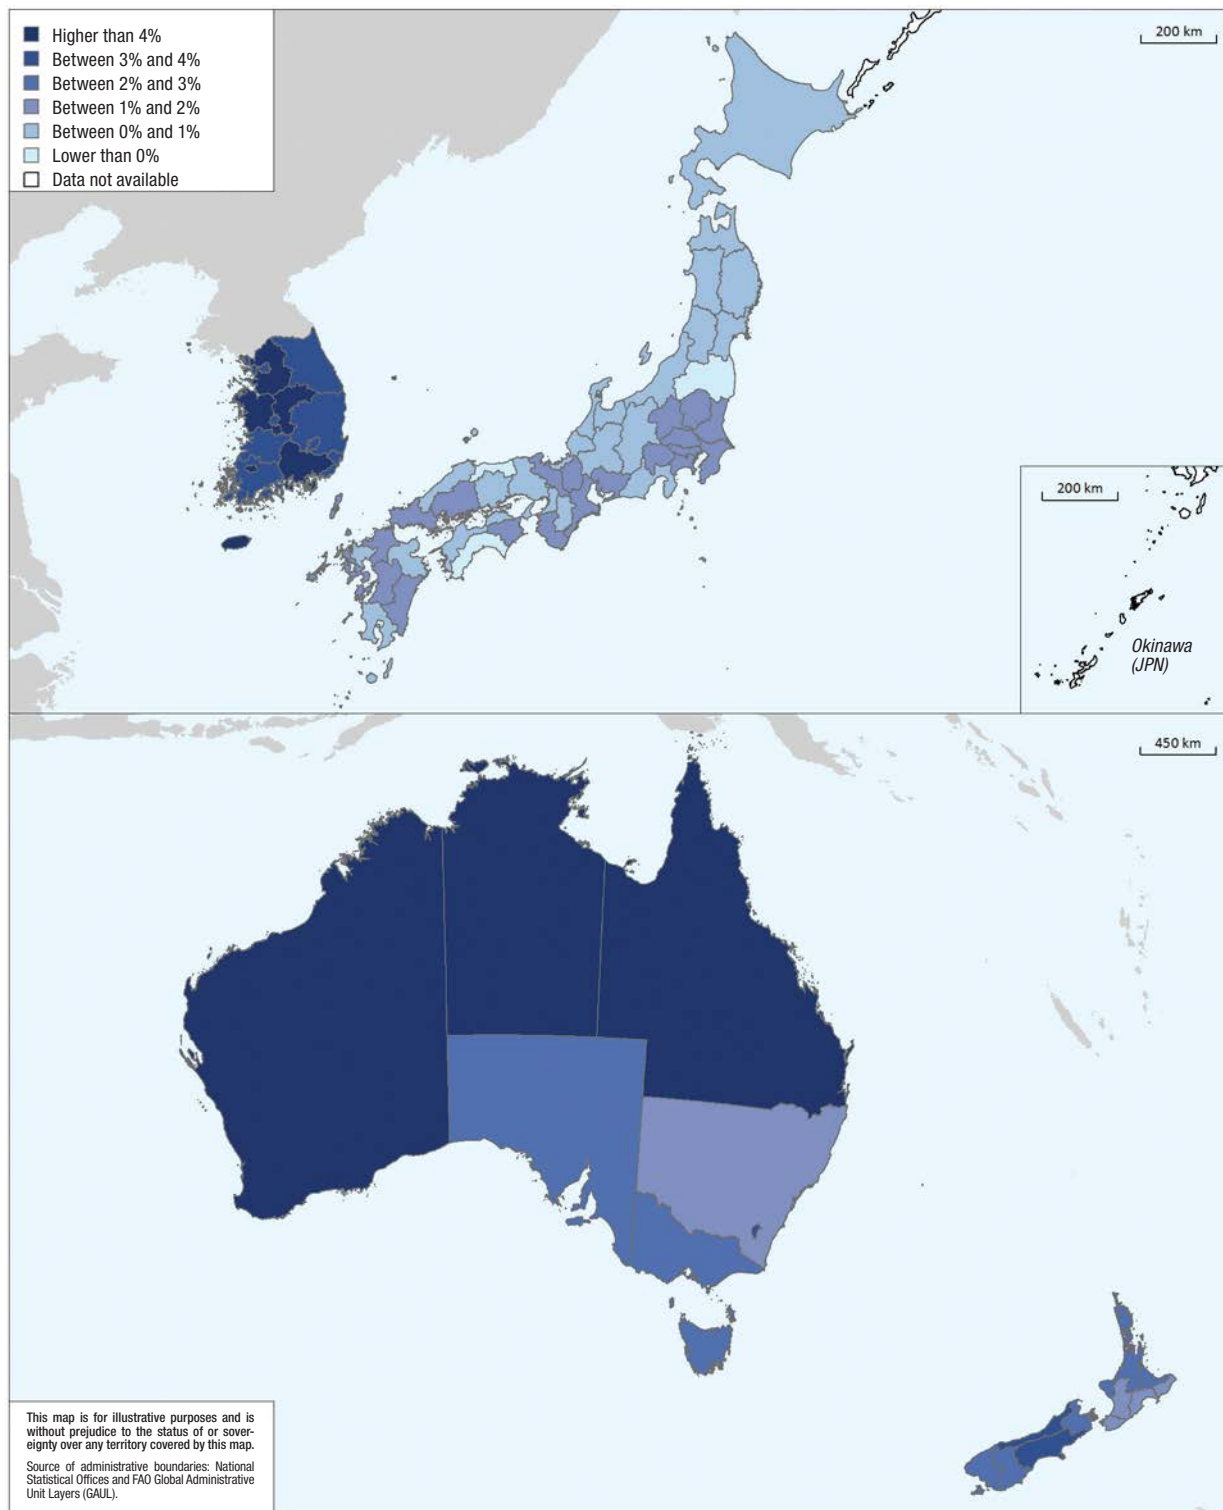 Higher than 4%
Between 3% and 4%
Between 2% and 3%
Between 1% and 2%
Between 0% and 1%
Lower than 0%
Data not available
200 km
200 km
Okinawa
(JPN)
450 km
This map is for illustrative purposes and is
without prejudice to the status of or sover-
eignty over any territory covered by this map.
Source of administrative boundaries: National
Statistical Offices and FAO Global Administrative
Unit Layers (GAUL).